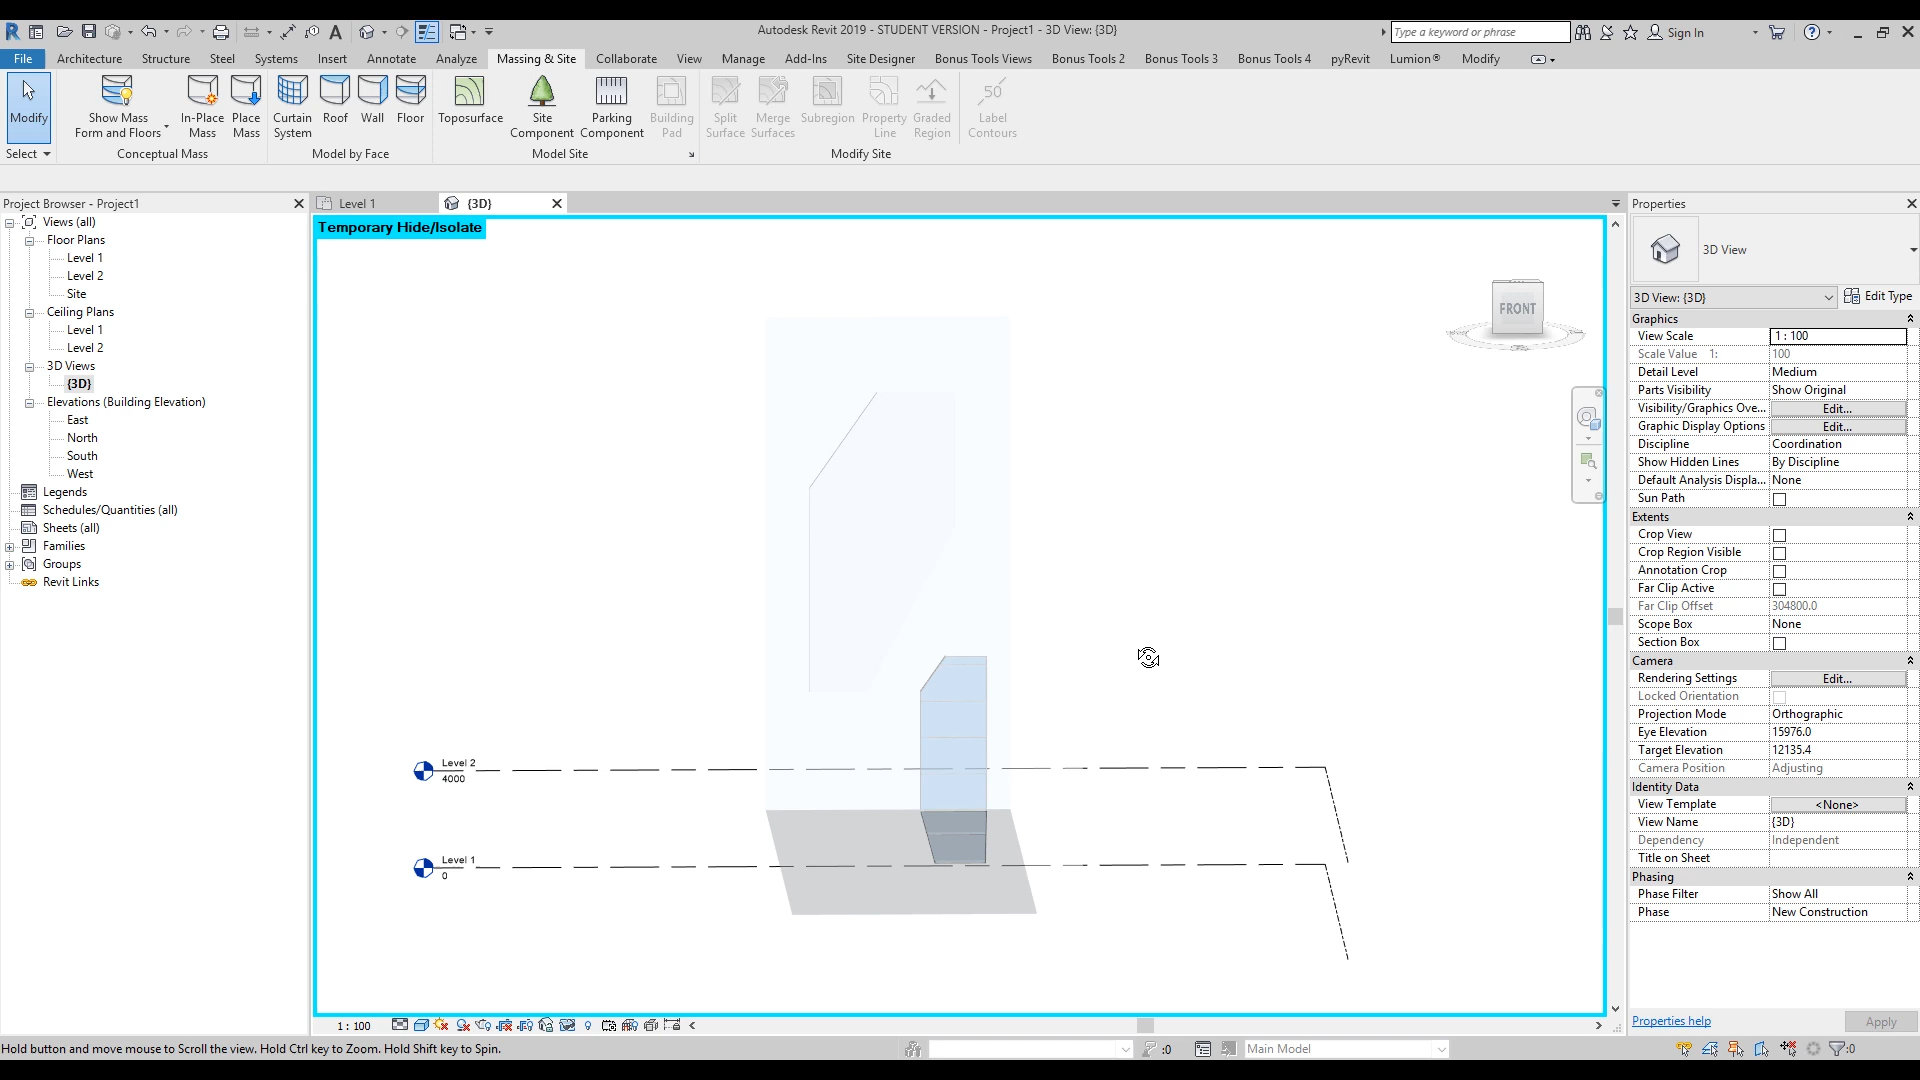 Autodesk Revit 2019 - STUDENT VERSION - Project1 - 3D View: {3D}
Type a keyword or phrase
Sign In
File Architecture Structure Steel Systems Insert Annotate Analyze Massing & Site Collaborate View Manage Add-Ins Site Designer Bonus Tools Views Bonus Tools 2 Bonus Tools 3 Bonus Tools 4 pyRevit Lumion® Modify
Modify
Show Mass
Form and Floors
In-Place
Mass
Place
Mass
Curtain
System
Roof
Wall
Floor
Toposurface
Site
Component
Parking
Component
Building
Pad
Split
Surface
Merge
Surfaces
Subregion
Property
Line
Graded
Region
50
Label
Contours
Select
Conceptual Mass
Model by Face
Model Site
Modify Site
Project Browser - Project1
Views (all)
Floor Plans
Level 1
Level 2
Site
Ceiling Plans
Level 1
Level 2
3D Views
{3D}
Elevations (Building Elevation)
East
North
South
West
Legends
Schedules/Quantities (all)
Sheets (all)
Families
Groups
Revit Links
Level 1
{3D}
Temporary Hide/Isolate
FRONT
Level 2
4000
Level 1
0
1 : 100
Properties
3D View
3D View: {3D}
Edit Type
Graphics
View Scale 1 : 100
Scale Value 1: 100
Detail Level Medium
Parts Visibility Show Original
Visibility/Graphics Ove... Edit...
Graphic Display Options Edit...
Discipline Coordination
Show Hidden Lines By Discipline
Default Analysis Displa... None
Sun Path
Extents
Crop View
Crop Region Visible
Annotation Crop
Far Clip Active
Far Clip Offset 304800.0
Scope Box None
Section Box
Camera
Rendering Settings Edit...
Locked Orientation
Projection Mode Orthographic
Eye Elevation 15976.0
Target Elevation 12135.4
Camera Position Adjusting
Identity Data
View Template <None>
View Name {3D}
Dependency Independent
Title on Sheet
Phasing
Phase Filter Show All
Phase New Construction
Properties help
Apply
Hold button and move mouse to Scroll the view. Hold Ctrl key to Zoom. Hold Shift key to Spin.
:0
Main Model
:0